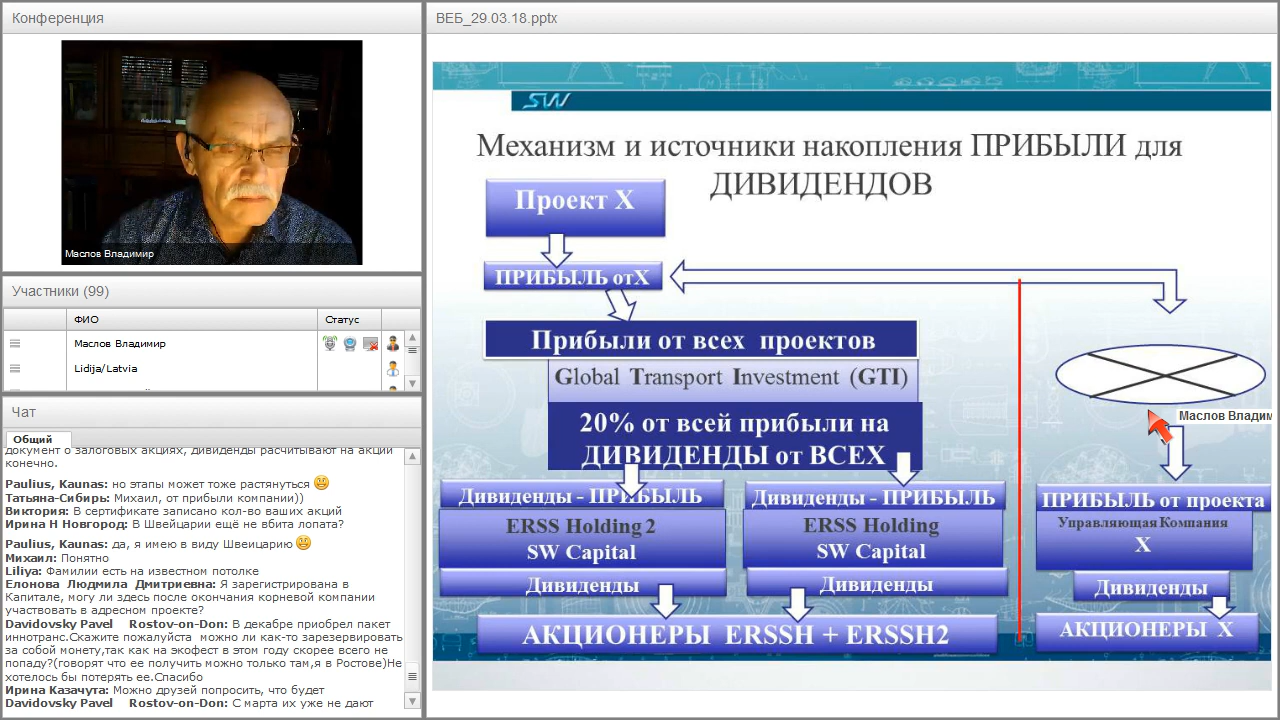 Конференция
Маслов Владимир
Участники (99)
ФИО
Статус
Маслов Владимир
Lidija/Latvia
Чат
Общий
документ о залоговых акциях, дивиденды расчитывают на акции
конечно.
Paulius, Kaunas: но этапы может тоже растянуться
Татьяна-Сибирь: Михаил, от прибыли компании))
Виктория: В сертификате записано кол-во ваших акций
Ирина Н Новгород: В Швейцарии ещё не вбита лопата?
Paulius, Kaunas: да, я имею в виду Швеицарию
Михаил: Понятно
Liliya: Фамилии есть на известном потолке
Елонова Людмила Дмитриевна: Я зарегистрирована в
Капитале, могу ли здесь после окончания корневой компании
участвовать в адресном проекте?
Davidovsky Pavel Rostov-on-Don: В декабре приобрел пакет
иннотранс.Скажите пожалуйста можно ли как-то зарезервировать
за собой монету,так как на экофест в этом году скорей всего не
попаду?(говорят что ее получить можно только там,я в Ростове)Не
хотелось бы потерять ее.Спасибо
Ирина Казачута: Можно друзей попросить, что будет
Davidovsky Pavel Rostov-on-Don: С марта их уже не дают
ВЕБ_29.03.18.pptx
SW
Механизм и источники накопления ПРИБЫЛИ для
ДИВИДЕНДОВ
Проект X
ПРИБЫЛЬ отX
Прибыли от всех проектов
Global Transport Investment (GTI)
20% от всей прибыли на
ДИВИДЕНДЫ от ВСЕХ
Дивиденды - ПРИБЫЛЬ
ERSS Holding 2
SW Capital
Дивиденды
Дивиденды - ПРИБЫЛЬ
ERSS Holding
SW Capital
Дивиденды
АКЦИОНЕРЫ ERSSH + ERSSH2
Маслов Владим
ПРИБЫЛЬ от проекта
Управляющая Компания
X
Дивиденды
АКЦИОНЕРЫ X